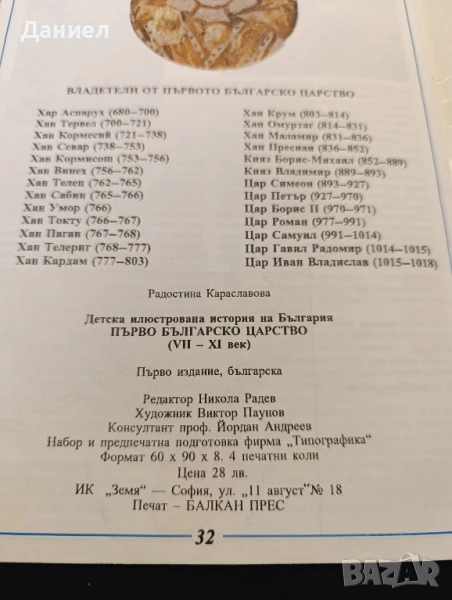 Даниел
ВЛАДЕТЕЛИ ОТ ПЪРВОТО БЪЛГАРСКО ЦАРСТВО
Хар Аспарух (680—700)
Хан Тервел (700—721)
Хан Кормесий (721—738)
Хан Севар (738—753)
Хан Кормисош (753—756)
Хан Винех (756—762)
Хан Телец (762—765)
Хан Сабин (765—766)
Хан Умор (766)
Хан Токту (766—767)
Хан Паган (767—768)
Хан Телериг (768—777)
Хан Кардам (777—803)
Хан Крум (803—814)
Хан Омуртаг (814—831)
Хан Маламир (831—836)
Хан Пресиан (836—852)
Княз Борис-Михаил (852—889)
Княз Владимир (889—893)
Цар Симеон (893—927)
Цар Петър (927—970)
Цар Борис II (970—971)
Цар Роман (977—991)
Цар Самуил (991—1014)
Цар Гавил Радомир (1014—1015)
Цар Иван Владислав (1015—1018)
Радостина Караславова
Детска илюстрована история на България
ПЪРВО БЪЛГАРСКО ЦАРСТВО
(VII — XI век)
Първо издание, българска
Редактор Никола Радев
Художник Виктор Паунов
Консултант проф. Йордан Андреев
Набор и предпечатна подготовка фирма „Типографика“
Формат 60 x 90 x 8. 4 печатни коли
Цена 28 лв.
ИК „Земя“ — София, ул. „11 август“ № 18
Печат — БАЛКАН ПРЕС
32
bazar